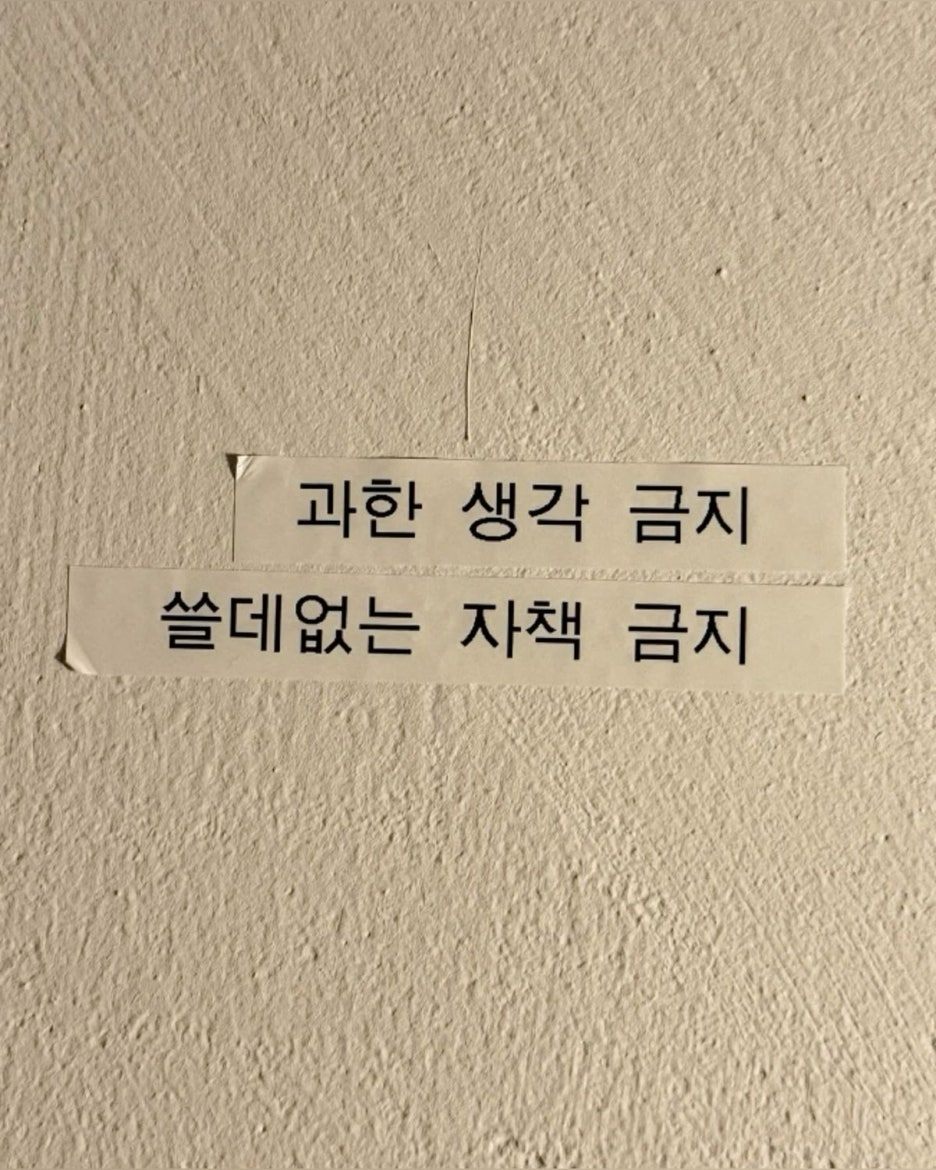 과한 생각 금지
쓸데없는 자책 금지